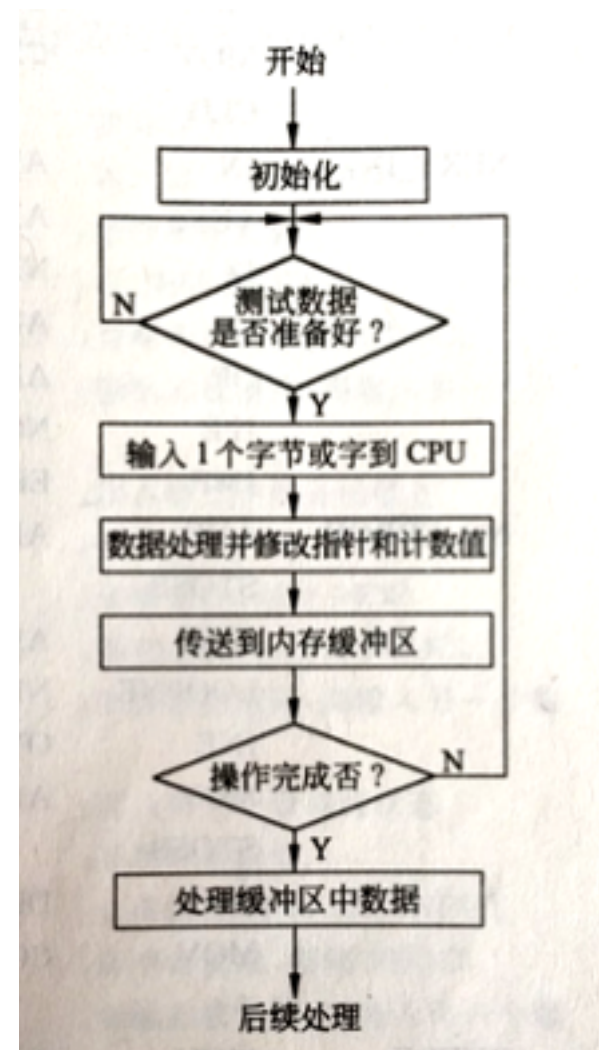 开始
初始化
N
测试数据
是否准备好?
Y
输入1个字节或字到 CPU
数据处理并修改指针和计数值
传送到内存缓冲区
操作完成否?
N
Y
处理缓冲区中数据
后续处理